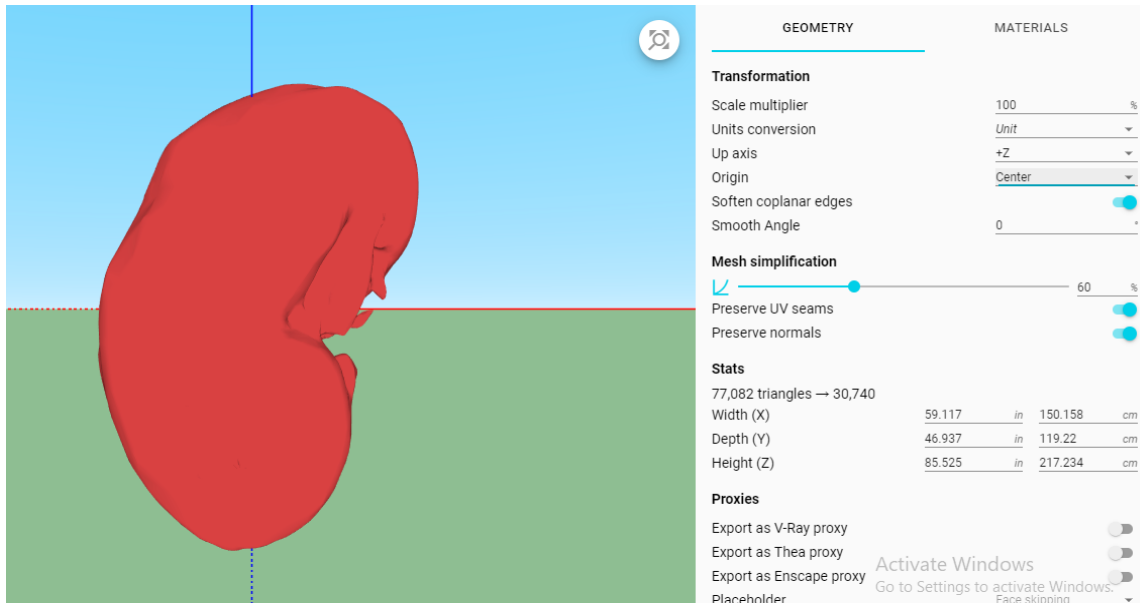 GEOMETRY MATERIALS
Transformation
Scale multiplier 100 %
Units conversion Unit
Up axis +Z
Origin Center
Soften coplanar edges
Smooth Angle 0 °
Mesh simplification
60 %
Preserve UV seams
Preserve normals
Stats
77,082 triangles → 30,740
Width (X) 59.117 in 150.158 cm
Depth (Y) 46.937 in 119.22 cm
Height (Z) 85.525 in 217.234 cm
Proxies
Export as V-Ray proxy
Export as Thea proxy
Activate Windows
Export as Enscape proxy
Go to Settings to activate Windows.
Placeholder Face skipping